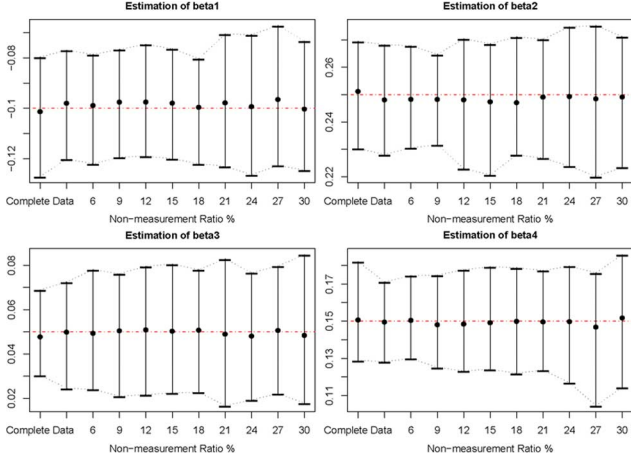 Estimation of beta1
-0.08
-0.1
-0.12
Complete Data 6 9 12 15 18 21 24 27 30
Non-measurement Ratio %
Estimation of beta2
0.26
0.24
0.22
Complete Data 6 9 12 15 18 21 24 27 30
Non-measurement Ratio %
Estimation of beta3
0.08
0.06
0.04
0.02
Complete Data 6 9 12 15 18 21 24 27 30
Non-measurement Ratio %
Estimation of beta4
0.17
0.15
0.13
0.11
Complete Data 6 9 12 15 18 21 24 27 30
Non-measurement Ratio %